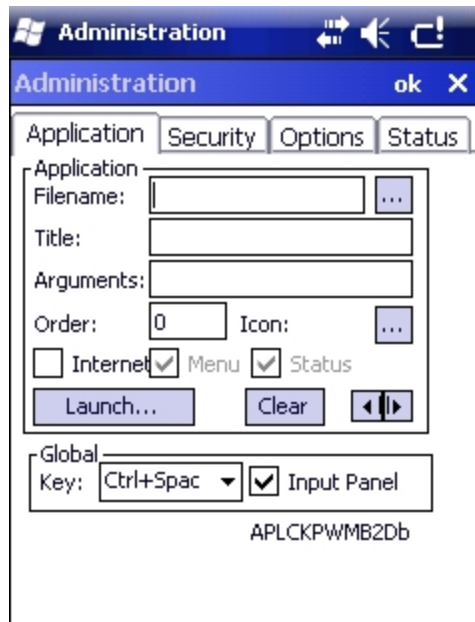 Administration
Administration ok X
Application Security Options Status
Application
Filename: ...
Title:
Arguments:
Order: 0 Icon: ...
Internet Menu Status
Launch... Clear
Global
Key: Ctrl+Spac Input Panel
APLCKPWMB2Db